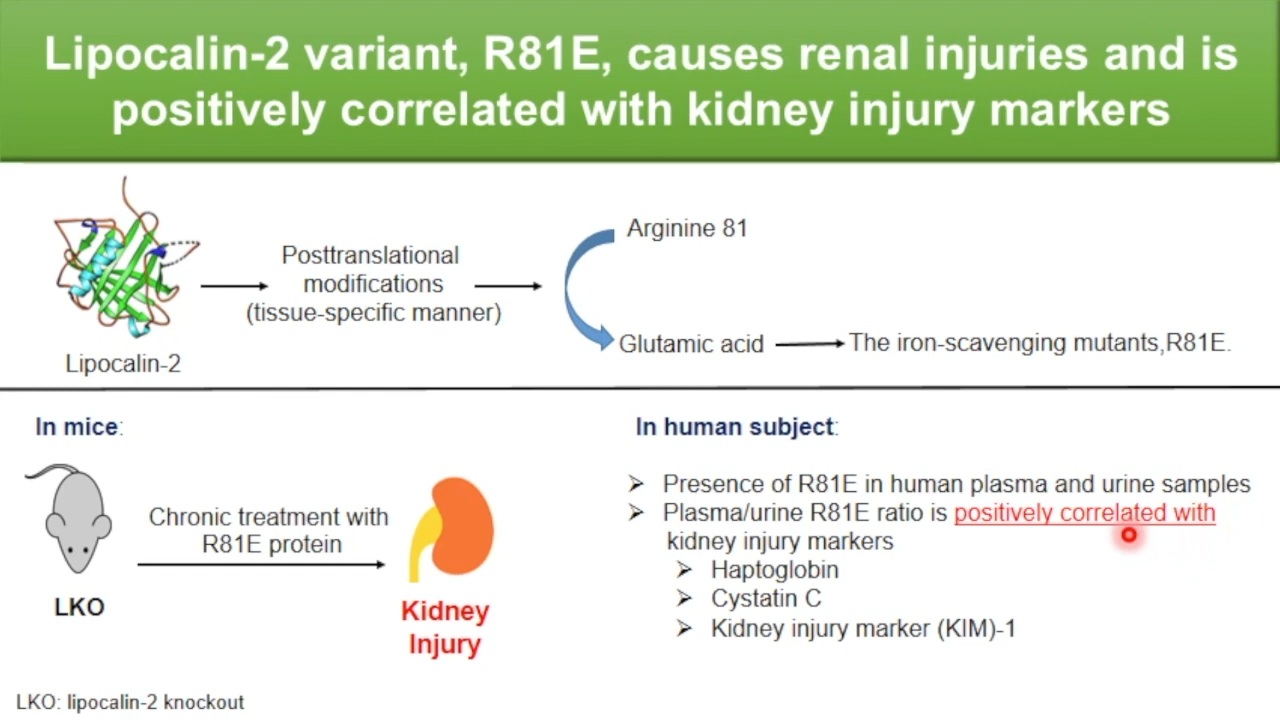 Lipocalin-2 variant, R81E, causes renal injuries and is
positively correlated with kidney injury markers
Lipocalin-2
Posttranslational
modifications
(tissue-specific manner)
Arginine 81
Glutamic acid
The iron-scavenging mutants,R81E.
In mice:
LKO
Chronic treatment with
R81E protein
Kidney
Injury
In human subject:
Presence of R81E in human plasma and urine samples
Plasma/urine R81E ratio is positively correlated with
kidney injury markers
Haptoglobin
Cystatin C
Kidney injury marker (KIM)-1
LKO: lipocalin-2 knockout